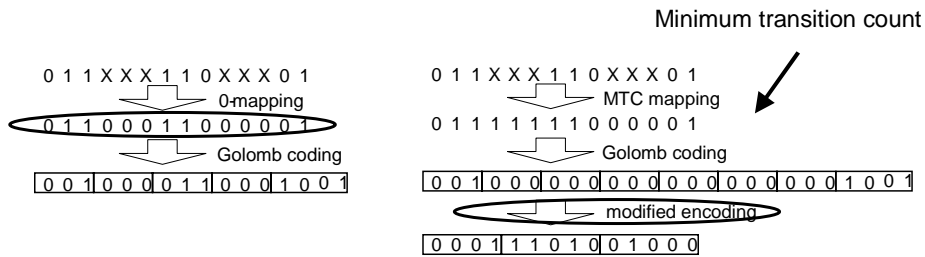 Minimum transition count
0 1 1 X X X 1 1 0 X X X 0 1
0-mapping
0 1 1 0 0 0 1 1 0 0 0 0 0 1
Golomb coding
0 0 1 0 0 0 0 1 1 0 0 0 1 0 0 1
0 1 1 X X X 1 1 0 X X X 0 1
MTC mapping
0 1 1 1 1 1 1 1 0 0 0 0 0 1
Golomb coding
0 0 1 0 0 0 0 0 0 0 0 0 0 0 0 0 0 0 0 0 0 1 0 0 1
modified encoding
0 0 0 1 1 1 0 1 0 0 1 0 0 0